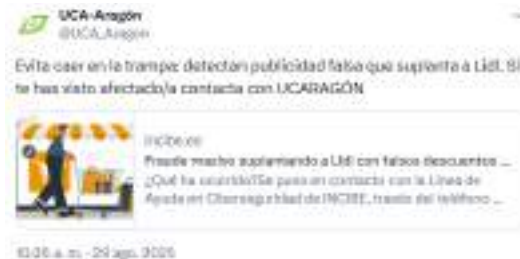 UCA-Aragón
@UCA_Aragon
Evita caer en la trampa: detectan publicidad falsa que suplanta a Lidl. Si
te has visto afectado/a contacta con UCARAGÓN
incibe.es
Fraude masivo suplantando a Lidl con falsos descuentos ...
¿Qué ha ocurrido?Se puso en contacto con la Línea de
Ayuda en Ciberseguridad de INCIBE, través del teléfono ...
10:26 a. m. · 29 ago. 2025